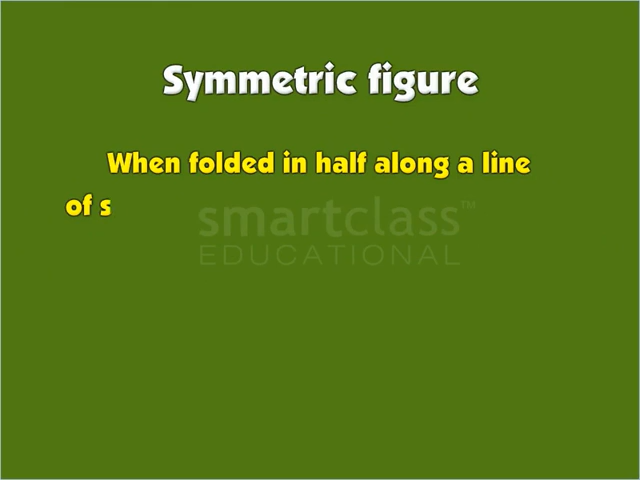 Symmetric figure
When folded in half along a line
of s
smartclass™
EDUCATIONAL